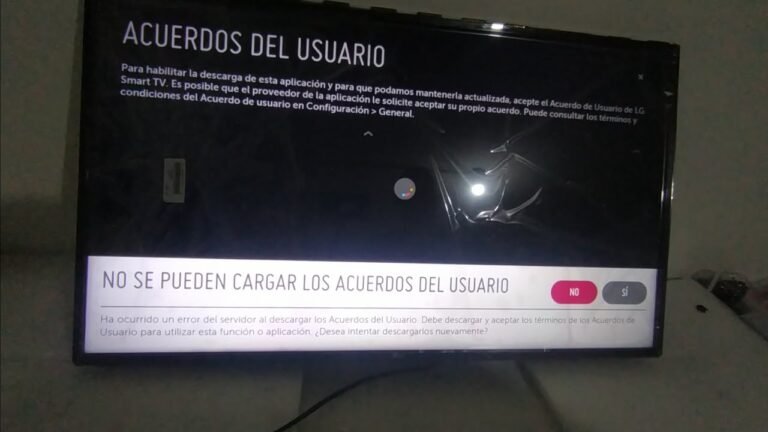 ACUERDOS DEL USUARIO
Para habilitar la descarga de esta aplicación y para que podamos mantenerla actualizada, acepte el Acuerdo de Usuario de LG
Smart TV. Es posible que el proveedor de la aplicación le solicite aceptar su propio acuerdo. Puede consultar los términos y
condiciones del Acuerdo de usuario en Configuración > General.
NO SE PUEDEN CARGAR LOS ACUERDOS DEL USUARIO
NO
SÍ
Ha ocurrido un error del servidor al descargar los Acuerdos del Usuario. Debe descargar y aceptar los términos de los Acuerdos de
Usuario para utilizar esta función o aplicación. ¿Desea intentar descargarlos nuevamente?